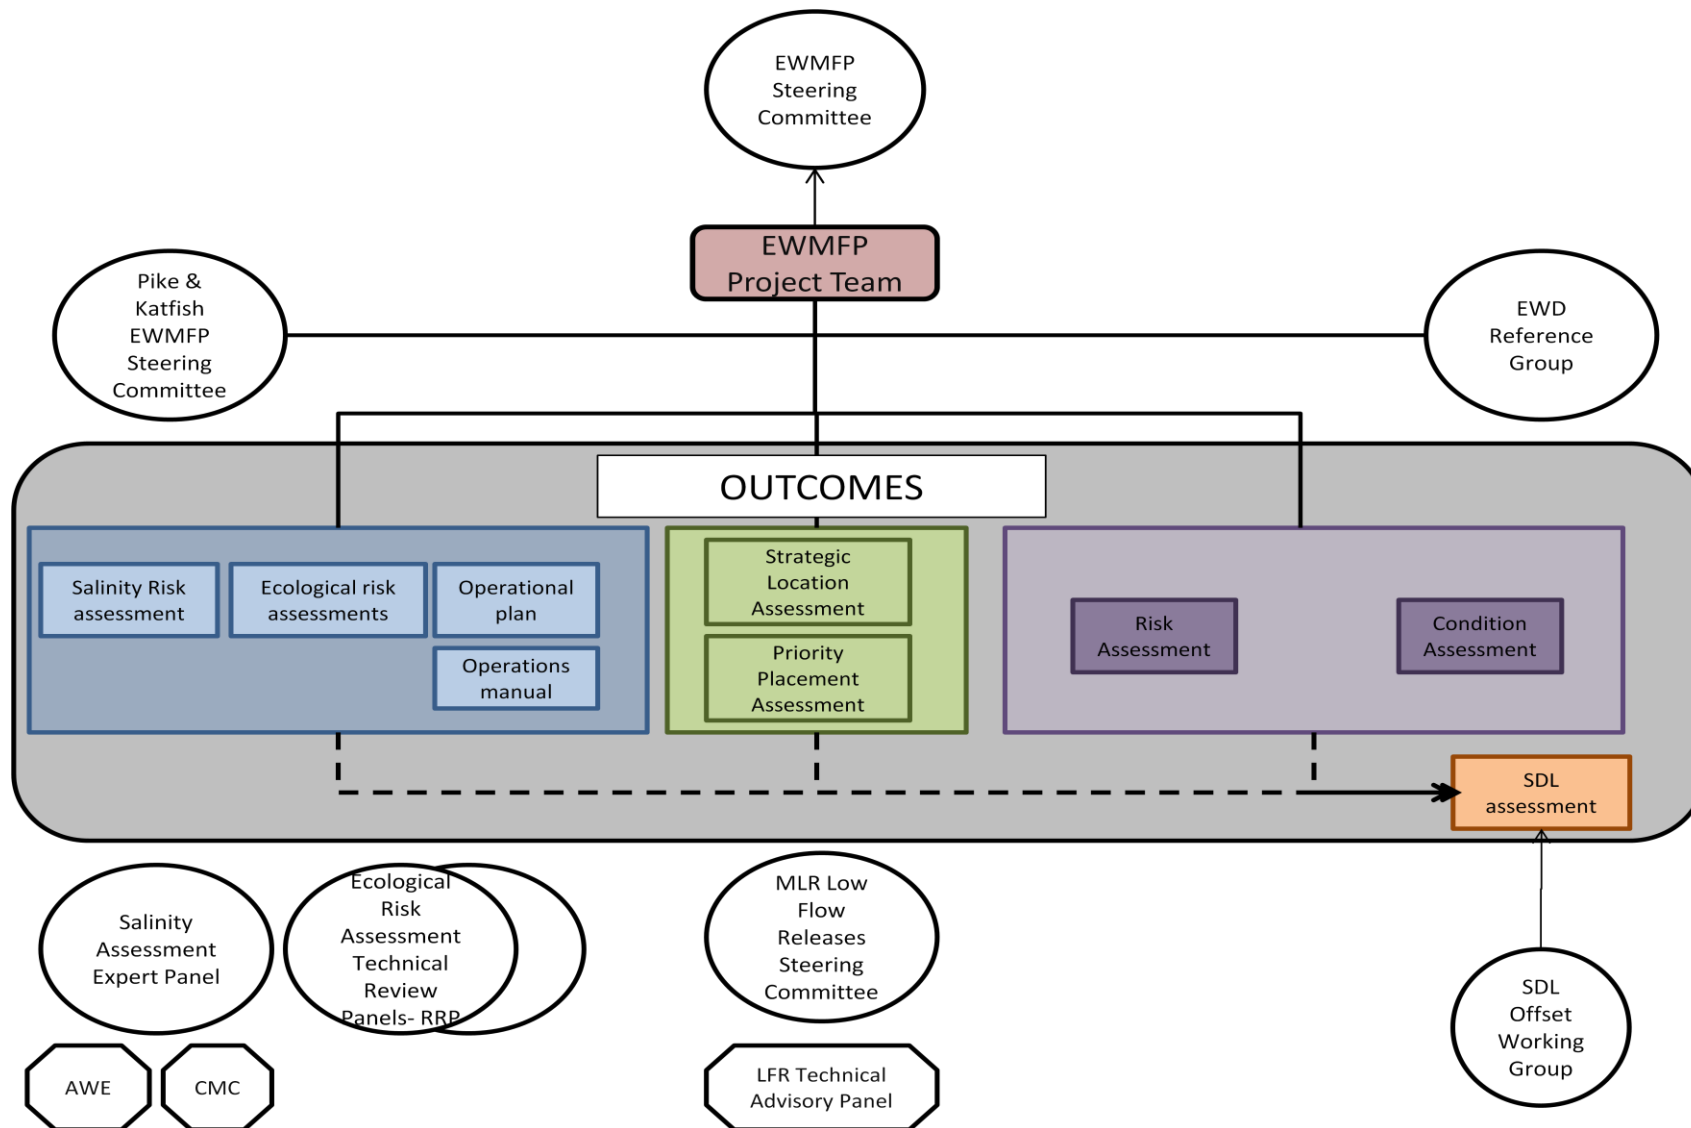 EWMFP
Steering
Committee
EWMFP
Project Team
Pike &
Katfish
EWMFP
Steering
Committee
EWD
Reference
Group
OUTCOMES
Salinity Risk
assessment
Ecological risk
assessments
Operational
plan
Operations
manual
Strategic
Location
Assessment
Priority
Placement
Assessment
Risk
Assessment
Condition
Assessment
SDL
assessment
Salinity
Assessment
Expert Panel
Ecological
Risk
Assessment
Technical
Review
Panels- RRP
MLR Low
Flow
Releases
Steering
Committee
SDL
Offset
Working
Group
AWE
CMC
LFR Technical
Advisory Panel